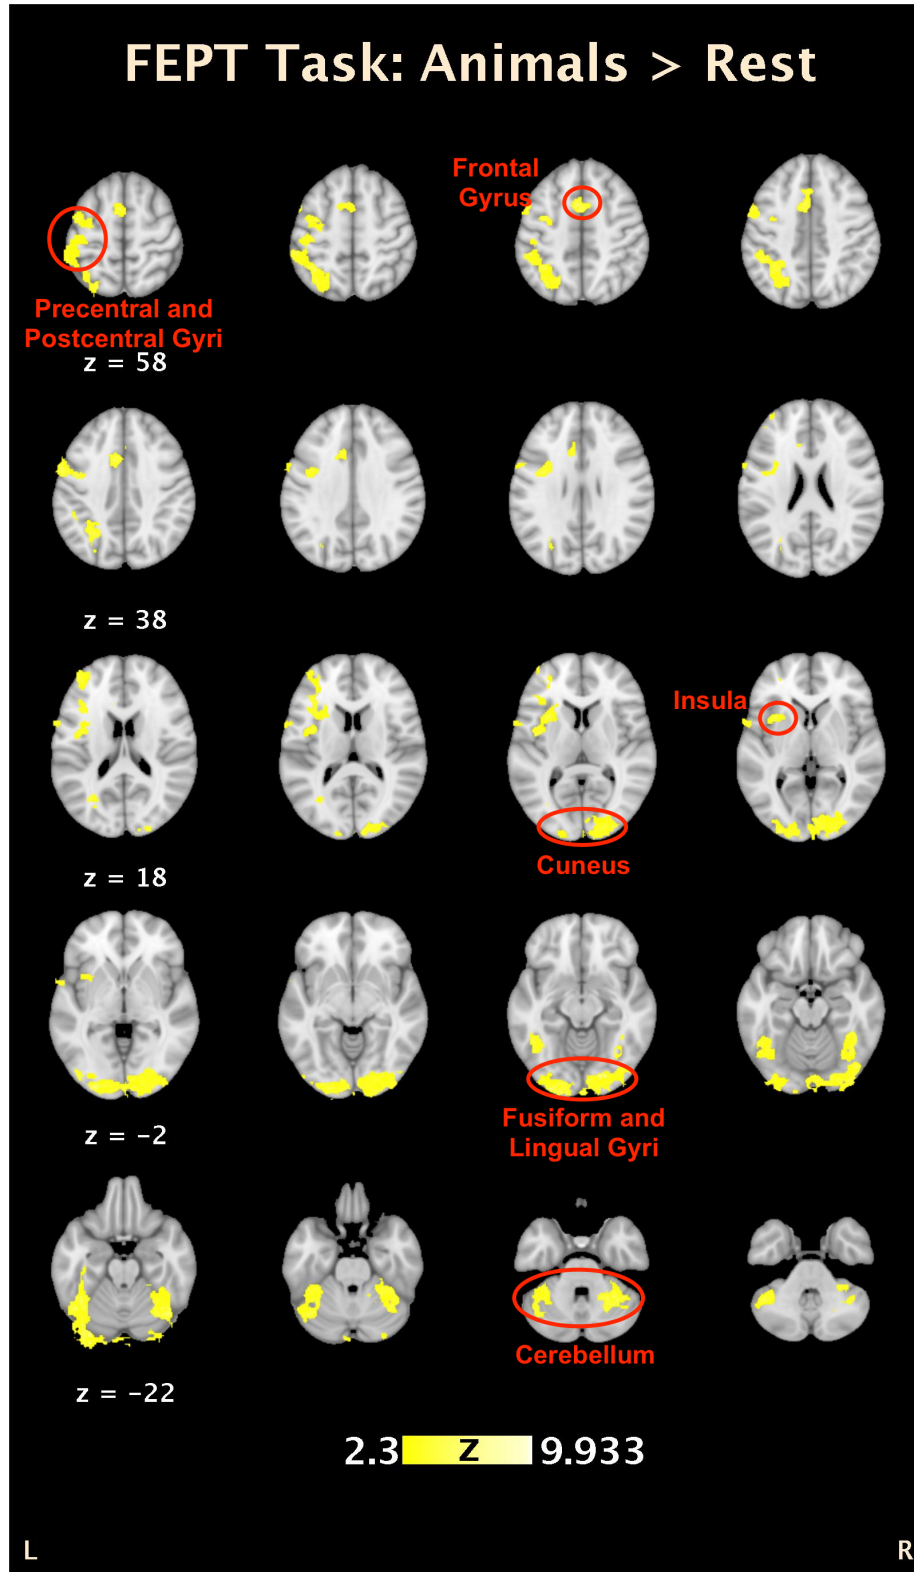 FEPT Task: Animals > Rest
Frontal
Gyrus
Precentral and
Postcentral Gyri
z = 58
z = 38
Insula
Cuneus
z = 18
Fusiform and
Lingual Gyri
z = -2
Cerebellum
z = -22
2.3 Z 9.933
L R